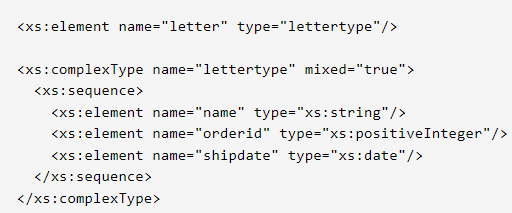 <xs:element name="letter" type="lettertype"/>
<xs:complexType name="lettertype" mixed="true">
<xs:sequence>
<xs:element name="name" type="xs:string"/>
<xs:element name="orderid" type="xs:positiveInteger"/>
<xs:element name="shipdate" type="xs:date"/>
</xs:sequence>
</xs:complexType>